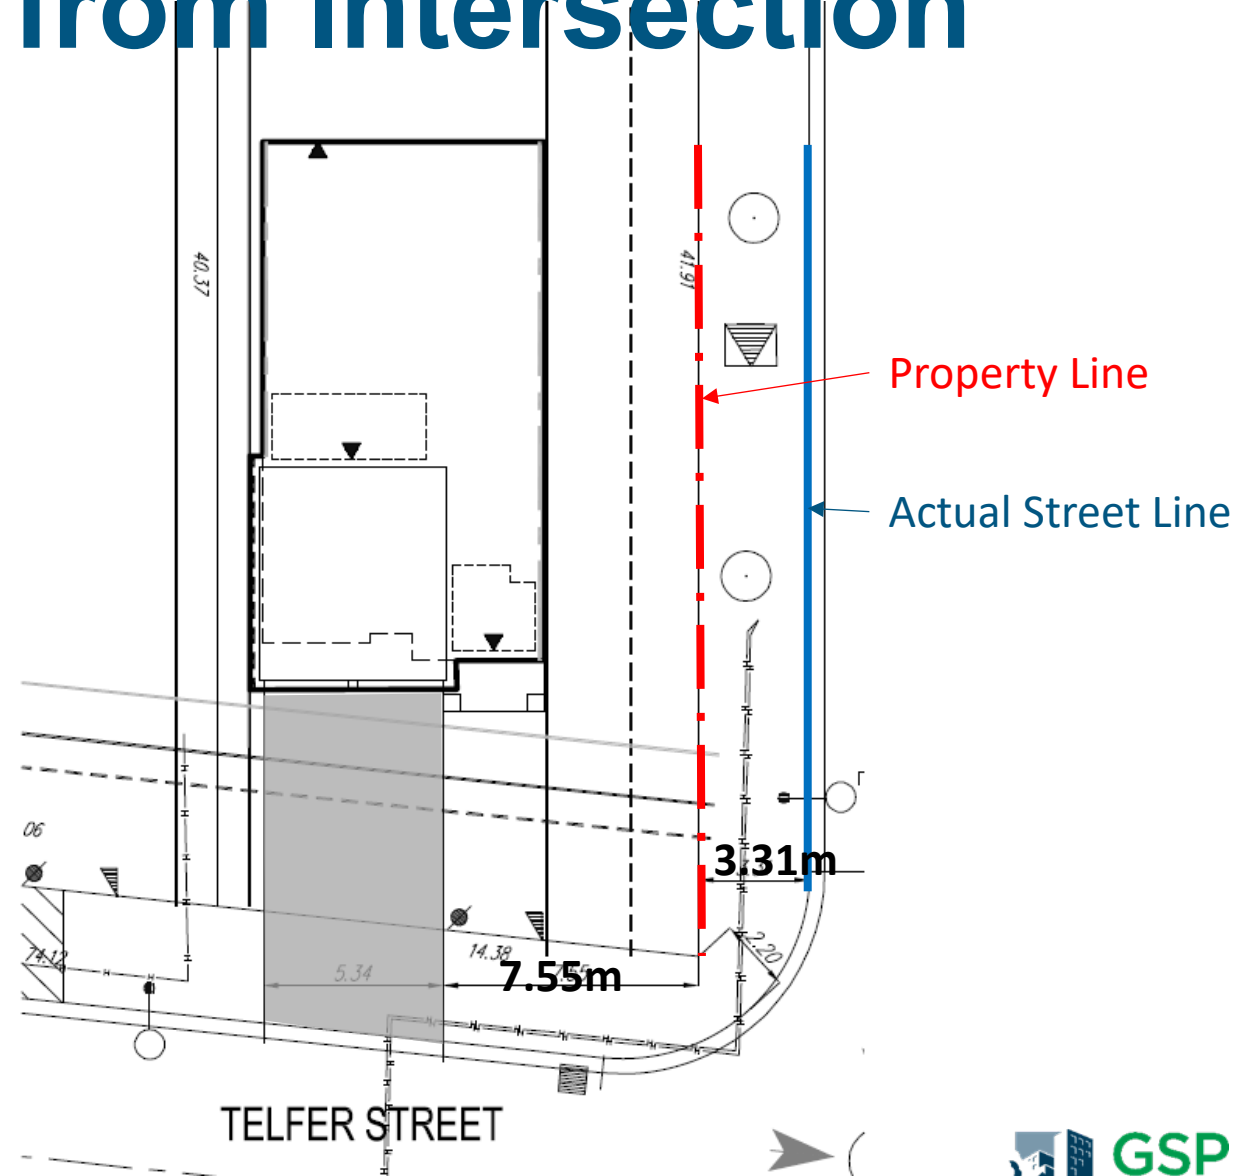 from Intersection
40.37
41.91
Property Line
Actual Street Line
06
3.31m
14.38
2.20
74.12
5.34
7.55m
H
TELFER STREET
GSP